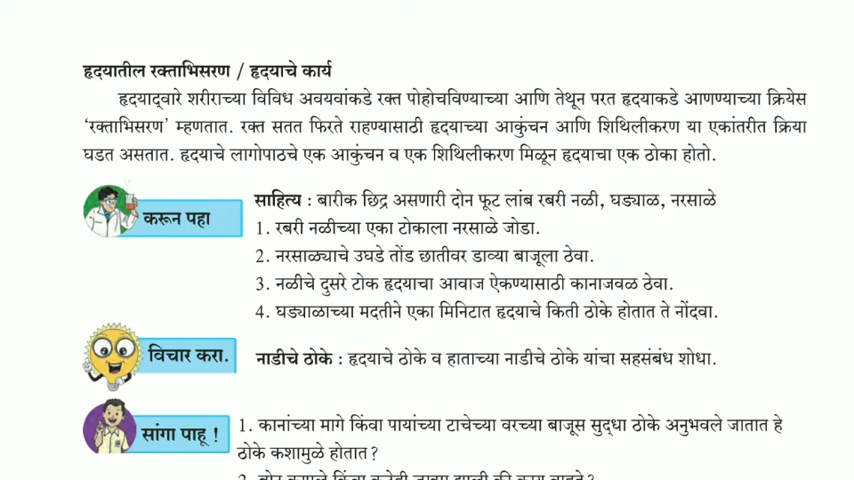 हृदयातील रक्ताभिसरण / हृदयाचे कार्य
हृदयाद्वारे शरीराच्या विविध अवयवांकडे रक्त पोहोचविण्याच्या आणि तेथून परत हृदयाकडे आणण्याच्या क्रियेस
‘रक्ताभिसरण’ म्हणतात. रक्त सतत फिरते राहण्यासाठी हृदयाच्या आकुंचन आणि शिथिलीकरण या एकांतरीत क्रिया
घडत असतात. हृदयाचे लागोपाठचे एक आकुंचन व एक शिथिलीकरण मिळून हृदयाचा एक ठोका होतो.
करून पहा
साहित्य : बारीक छिद्र असणारी दोन फूट लांब रबरी नळी, घड्याळ, नरसाळे
1. रबरी नळीच्या एका टोकाला नरसाळे जोडा.
2. नरसाळ्याचे उघडे तोंड छातीवर डाव्या बाजूला ठेवा.
3. नळीचे दुसरे टोक हृदयाचा आवाज ऐकण्यासाठी कानाजवळ ठेवा.
4. घड्याळाच्या मदतीने एका मिनिटात हृदयाचे किती ठोके होतात ते नोंदवा.
विचार करा.
नाडीचे ठोके : हृदयाचे ठोके व हाताच्या नाडीचे ठोके यांचा सहसंबंध शोधा.
सांगा पाहू !
1. कानांच्या मागे किंवा पायांच्या टाचेच्या वरच्या बाजूस सुद्धा ठोके अनुभवले जातात हे
ठोके कशामुळे होतात?